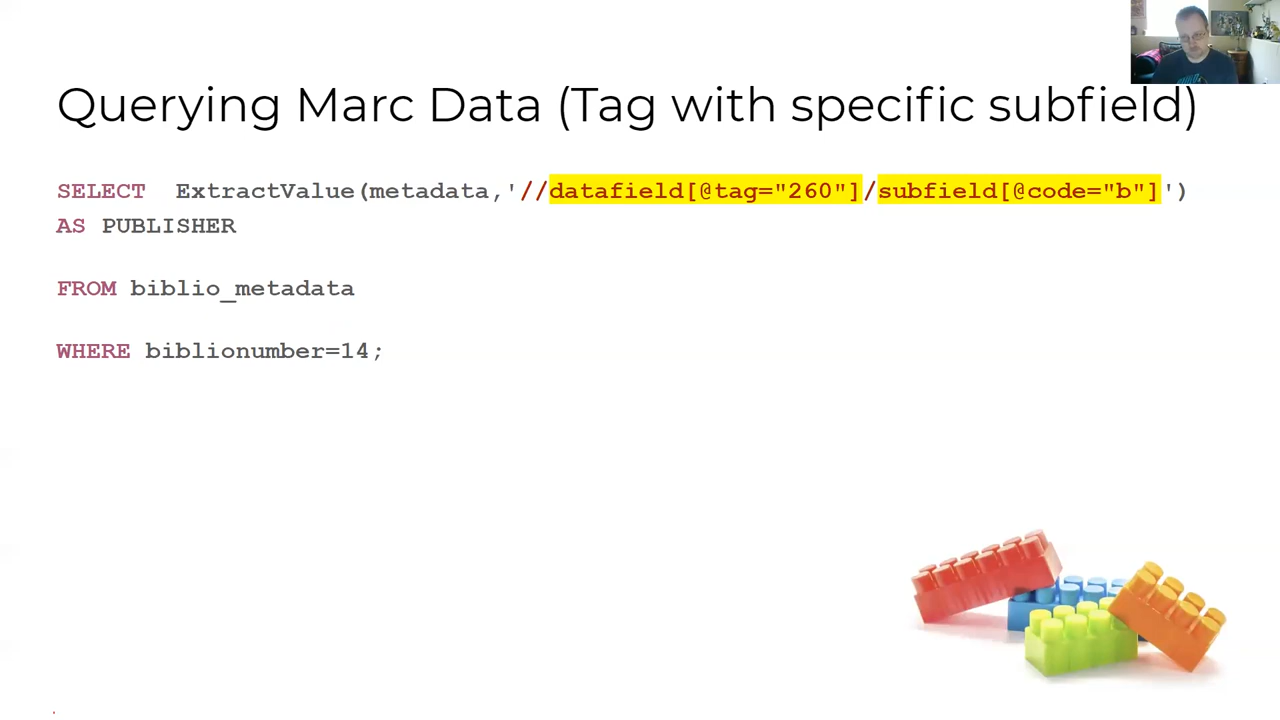 Querying Marc Data (Tag with specific subfield)
SELECT  ExtractValue(metadata,'//datafield[@tag="260"]/subfield[@code="b"]')
AS PUBLISHER
FROM biblio_metadata
WHERE biblionumber=14;